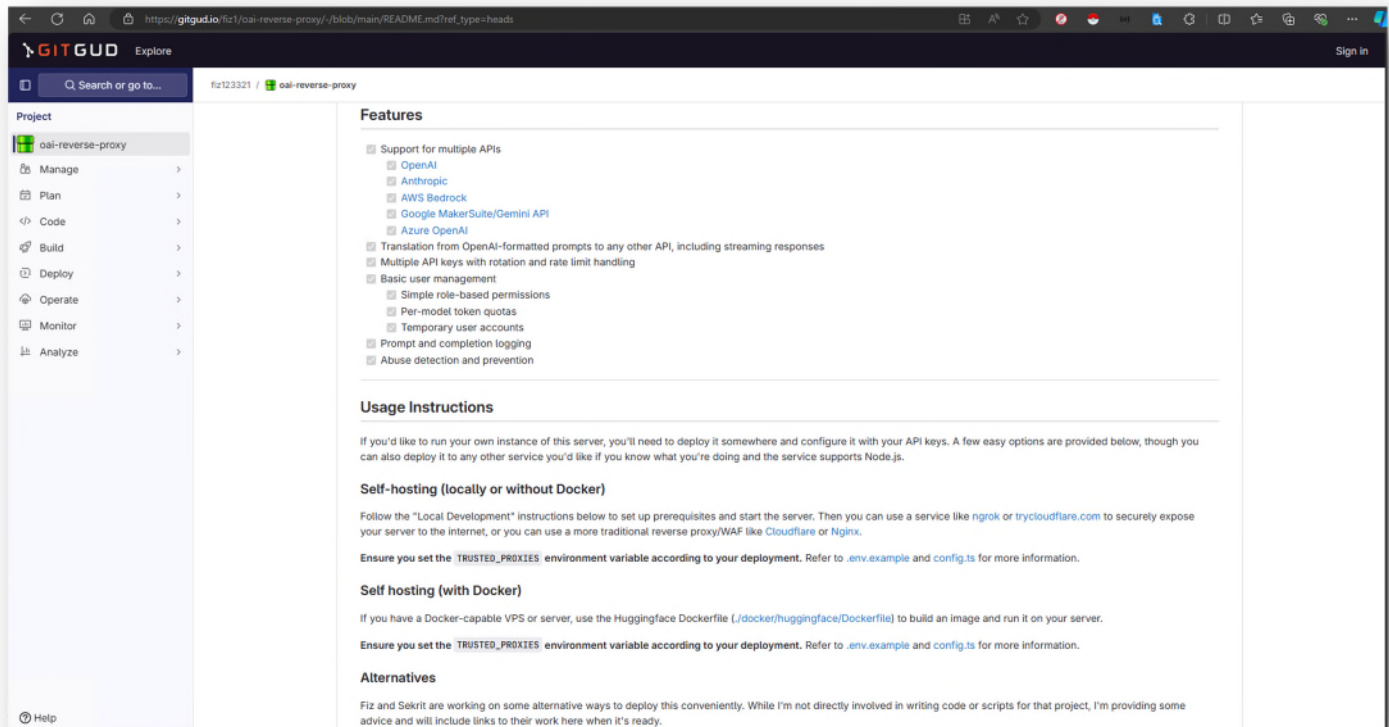 https://gitgud.io/fiz1/oai-reverse-proxy/-/blob/main/README.md?ref_type=heads
GITGUD Explore
Sign in
Search or go to...
fiz123321 / oai-reverse-proxy
Project
oai-reverse-proxy
Manage
Plan
Code
Build
Deploy
Operate
Monitor
Analyze
Help
Features
Support for multiple APIs
OpenAI
Anthropic
AWS Bedrock
Google MakerSuite/Gemini API
Azure OpenAI
Translation from OpenAI-formatted prompts to any other API, including streaming responses
Multiple API keys with rotation and rate limit handling
Basic user management
Simple role-based permissions
Per-model token quotas
Temporary user accounts
Prompt and completion logging
Abuse detection and prevention
Usage Instructions
If you'd like to run your own instance of this server, you'll need to deploy it somewhere and configure it with your API keys. A few easy options are provided below, though you
can also deploy it to any other service you'd like if you know what you're doing and the service supports Node.js.
Self-hosting (locally or without Docker)
Follow the "Local Development" instructions below to set up prerequisites and start the server. Then you can use a service like ngrok or trycloudflare.com to securely expose
your server to the internet, or you can use a more traditional reverse proxy/WAF like Cloudflare or Nginx.
Ensure you set the TRUSTED_PROXIES environment variable according to your deployment. Refer to .env.example and config.ts for more information.
Self hosting (with Docker)
If you have a Docker-capable VPS or server, use the Huggingface Dockerfile (./docker/huggingface/Dockerfile) to build an image and run it on your server.
Ensure you set the TRUSTED_PROXIES environment variable according to your deployment. Refer to .env.example and config.ts for more information.
Alternatives
Fiz and Sekrit are working on some alternative ways to deploy this conveniently. While I'm not directly involved in writing code or scripts for that project, I'm providing some
advice and will include links to their work here when it's ready.